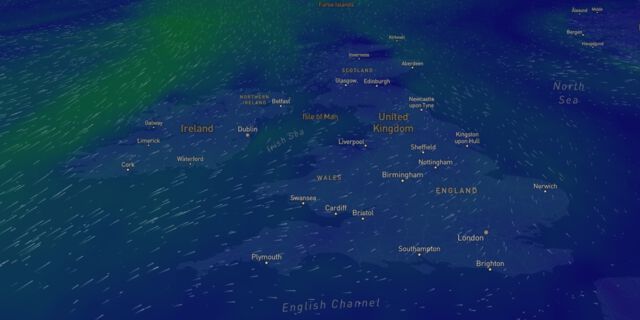 Faroe Islands
Ålesund
Molde
Bergen
Haugesund
Kirkwall
Inverness
Aberdeen
SCOTLAND
Glasgow
Edinburgh
North
Sea
NORTHERN
IRELAND
Belfast
Newcastle
upon Tyne
Isle of Man
United
Kingdom
Galway
Ireland
Dublin
Irish Sea
Limerick
Liverpool
Kingston
upon Hull
Sheffield
Cork
Waterford
Nottingham
WALES
Birmingham
ENGLAND
Norwich
Swansea
Cardiff
Bristol
London
Plymouth
Southampton
Brighton
English Channel